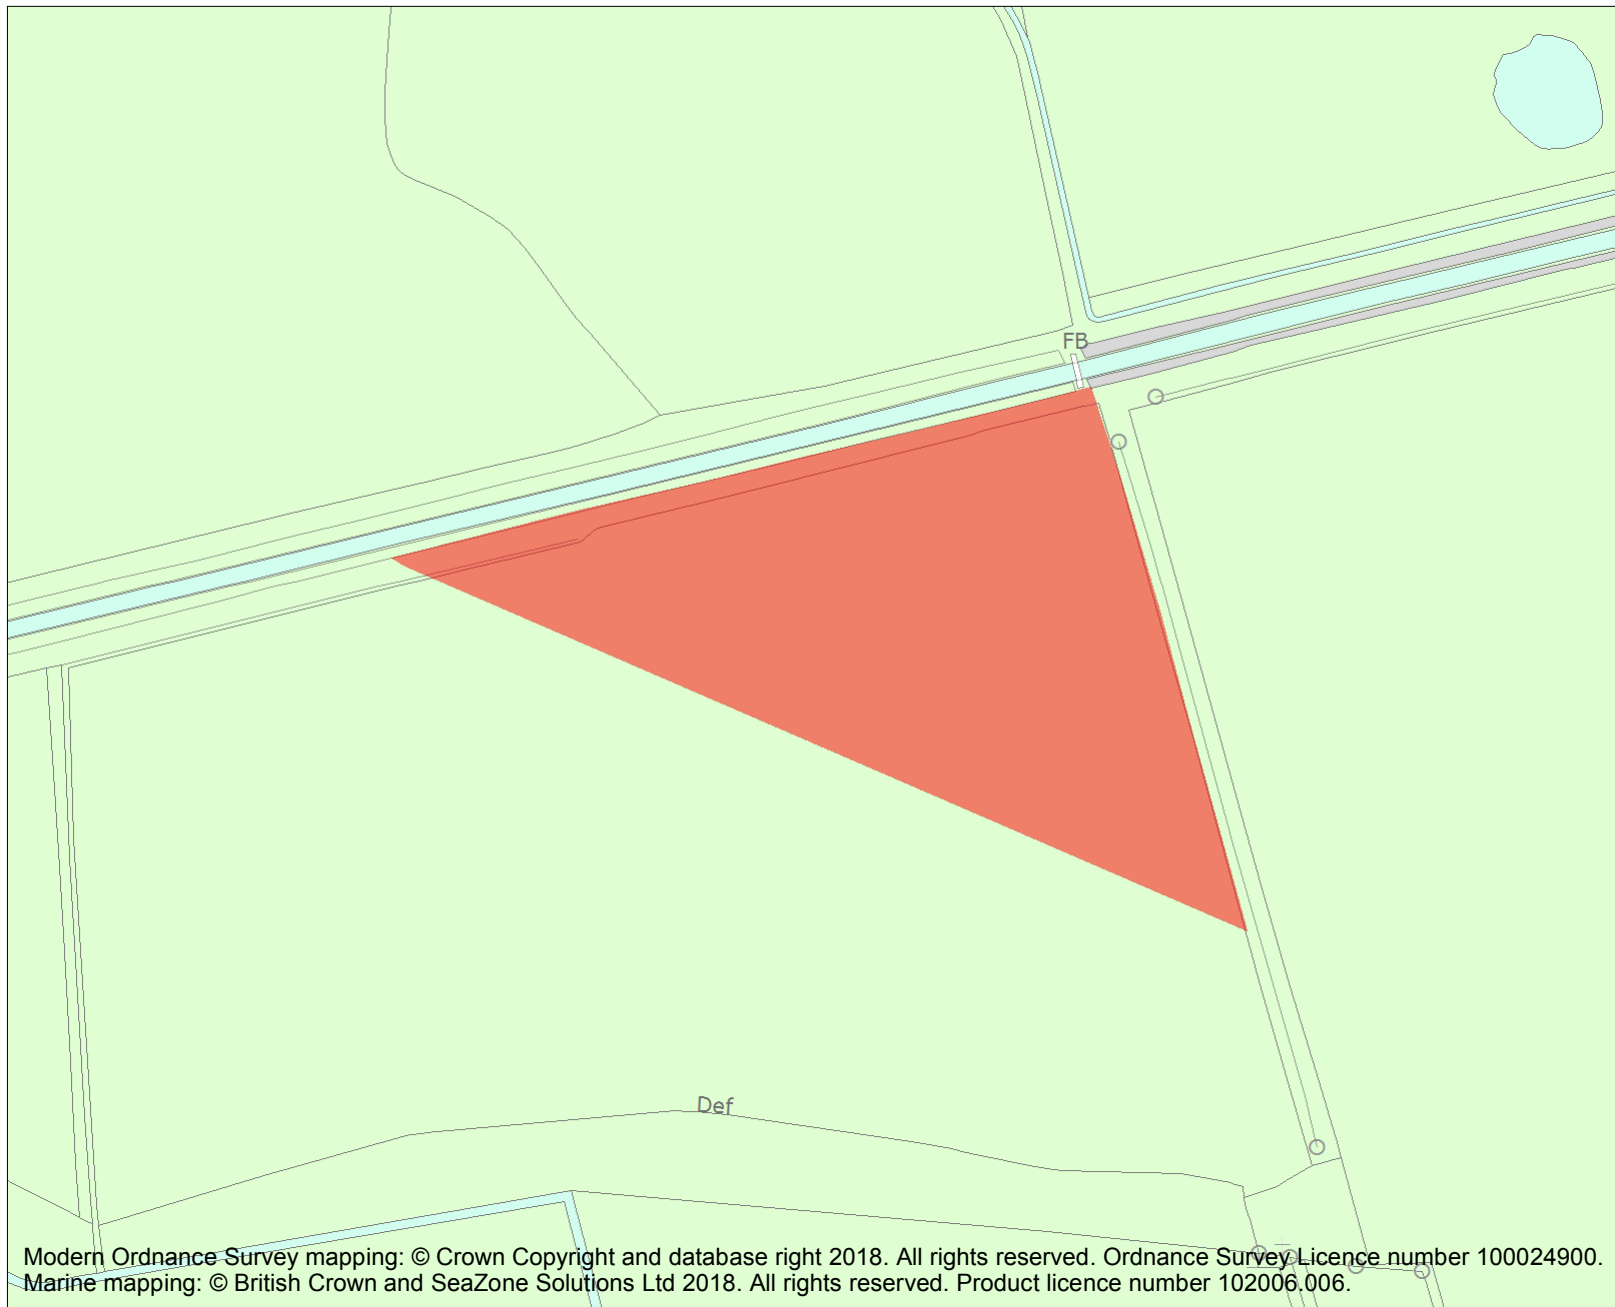 FB
Def
Modern Ordnance Survey mapping: © Crown Copyright and database right 2018. All rights reserved. Ordnance Survey Licence number 100024900.
Marine mapping: © British Crown and SeaZone Solutions Ltd 2018. All rights reserved. Product licence number 102006.006.